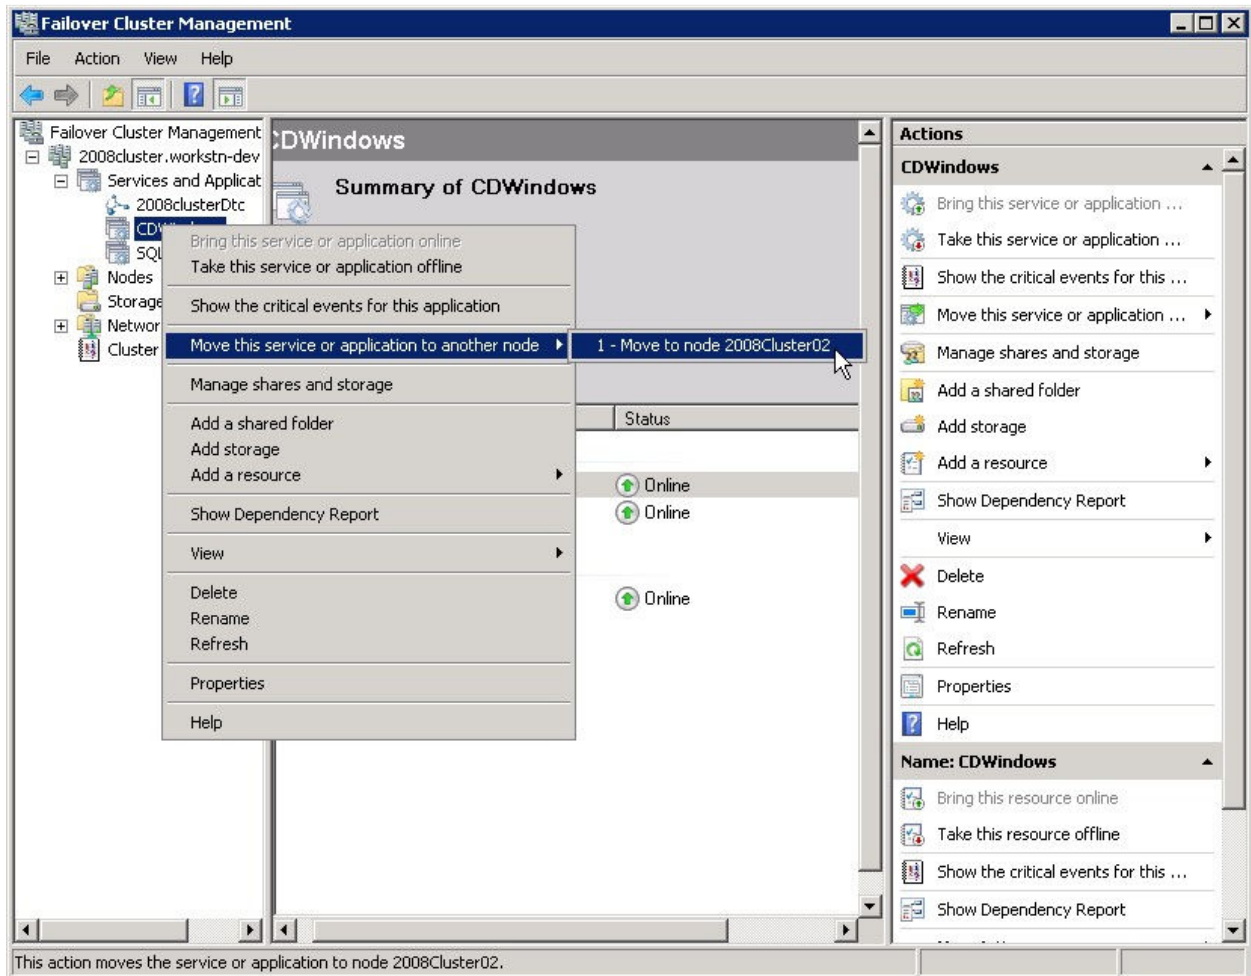 Failover Cluster Management
File Action View Help
Failover Cluster Management
2008cluster.workstn-dev
Services and Applicat
2008clusterDtc
CDWindows
SQL
Nodes
Storage
Networ
Cluster
CDWindows
Summary of CDWindows
Status
Online
Online
Online
Bring this service or application online
Take this service or application offline
Show the critical events for this application
Move this service or application to another node
1 - Move to node 2008Cluster02
Manage shares and storage
Add a shared folder
Add storage
Add a resource
Show Dependency Report
View
Delete
Rename
Refresh
Properties
Help
Actions
CDWindows
Bring this service or application ...
Take this service or application ...
Show the critical events for this ...
Move this service or application ...
Manage shares and storage
Add a shared folder
Add storage
Add a resource
Show Dependency Report
View
Delete
Rename
Refresh
Properties
Help
Name: CDWindows
Bring this resource online
Take this resource offline
Show the critical events for this ...
Show Dependency Report
This action moves the service or application to node 2008Cluster02.